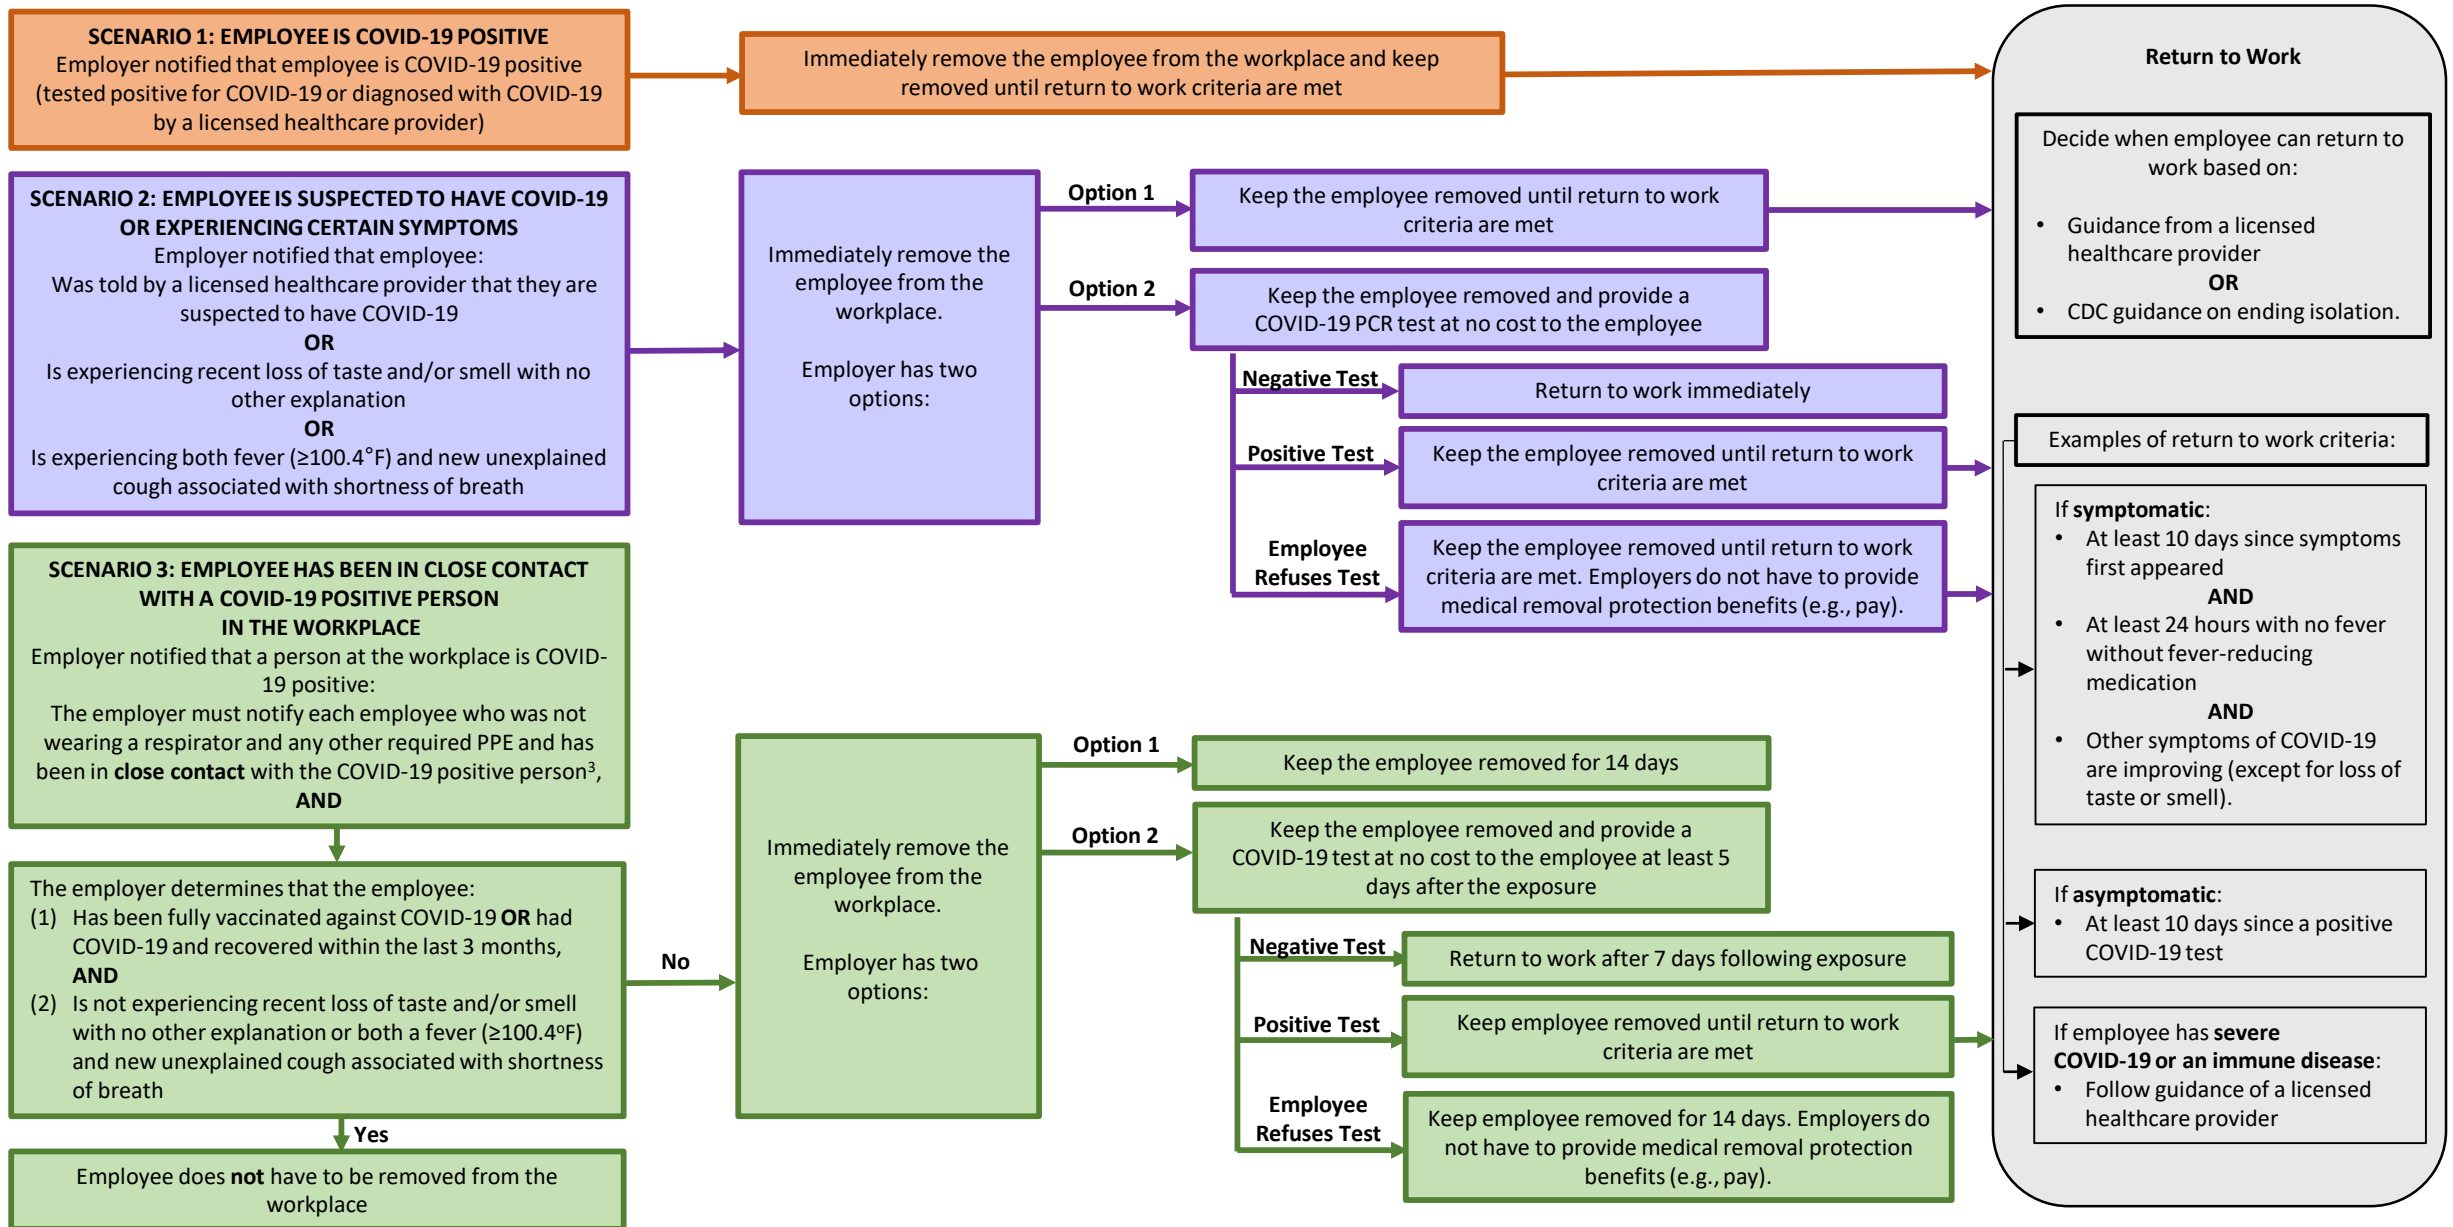 SCENARIO 1: EMPLOYEE IS COVID-19 POSITIVE
Employer notified that employee is COVID-19 positive
(tested positive for COVID-19 or diagnosed with COVID-19
by a licensed healthcare provider)
Immediately remove the employee from the workplace and keep
removed until return to work criteria are met
SCENARIO 2: EMPLOYEE IS SUSPECTED TO HAVE COVID-19
OR EXPERIENCING CERTAIN SYMPTOMS
Employer notified that employee:
Was told by a licensed healthcare provider that they are
suspected to have COVID-19
OR
Is experiencing recent loss of taste and/or smell with no
other explanation
OR
Is experiencing both fever (≥100.4°F) and new unexplained
cough associated with shortness of breath
Immediately remove the
employee from the
workplace.
Employer has two
options:
Option 1
Keep the employee removed until return to work
criteria are met
Option 2
Keep the employee removed and provide a
COVID-19 PCR test at no cost to the employee
Negative Test
Return to work immediately
Positive Test
Keep the employee removed until return to work
criteria are met
Employee
Refuses Test
Keep the employee removed until return to work
criteria are met. Employers do not have to provide
medical removal protection benefits (e.g., pay).
SCENARIO 3: EMPLOYEE HAS BEEN IN CLOSE CONTACT
WITH A COVID-19 POSITIVE PERSON
IN THE WORKPLACE
Employer notified that a person at the workplace is COVID-
19 positive:
The employer must notify each employee who was not
wearing a respirator and any other required PPE and has
been in close contact with the COVID-19 positive person³,
AND
The employer determines that the employee:
(1) Has been fully vaccinated against COVID-19 OR had
COVID-19 and recovered within the last 3 months,
AND
(2) Is not experiencing recent loss of taste and/or smell
with no other explanation or both a fever (≥100.4ºF)
and new unexplained cough associated with shortness
of breath
Yes
Employee does not have to be removed from the
workplace
No
Immediately remove the
employee from the
workplace.
Employer has two
options:
Option 1
Keep the employee removed for 14 days
Option 2
Keep the employee removed and provide a
COVID-19 test at no cost to the employee at least 5
days after the exposure
Negative Test
Return to work after 7 days following exposure
Positive Test
Keep employee removed until return to work
criteria are met
Employee
Refuses Test
Keep employee removed for 14 days. Employers do
not have to provide medical removal protection
benefits (e.g., pay).
Return to Work
Decide when employee can return to
work based on:
• Guidance from a licensed
healthcare provider
OR
• CDC guidance on ending isolation.
Examples of return to work criteria:
If symptomatic:
• At least 10 days since symptoms
first appeared
AND
• At least 24 hours with no fever
without fever-reducing
medication
AND
• Other symptoms of COVID-19
are improving (except for loss of
taste or smell).
If asymptomatic:
• At least 10 days since a positive
COVID-19 test
If employee has severe
COVID-19 or an immune disease:
• Follow guidance of a licensed
healthcare provider